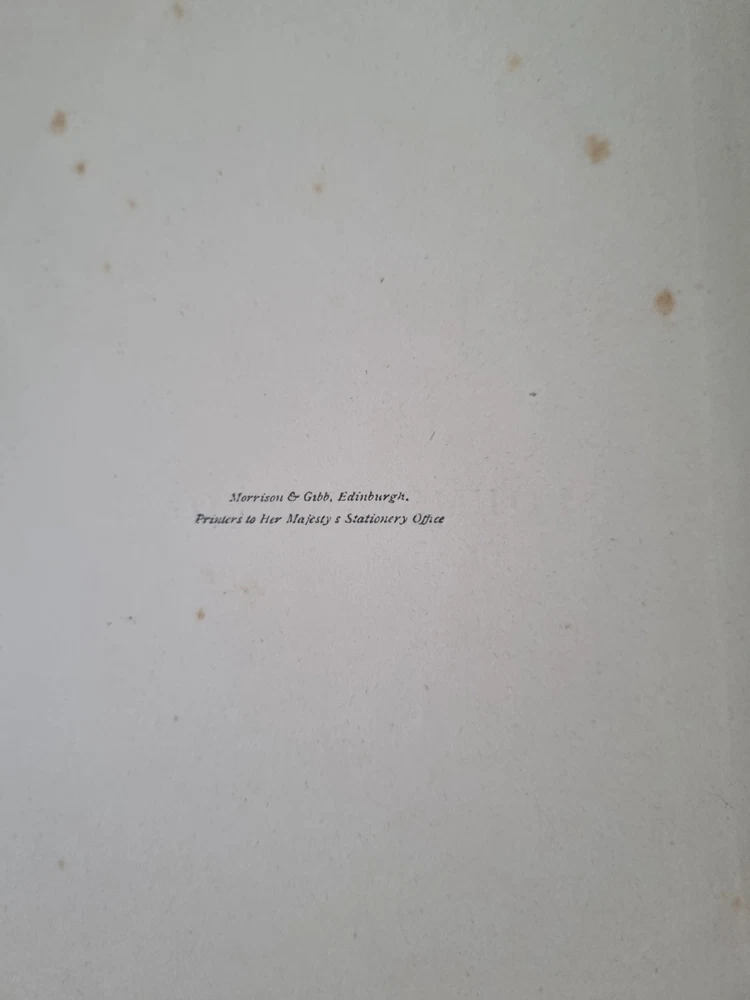 Morrison & Gibb, Edinburgh.
Printers to Her Majesty s Stationery Office